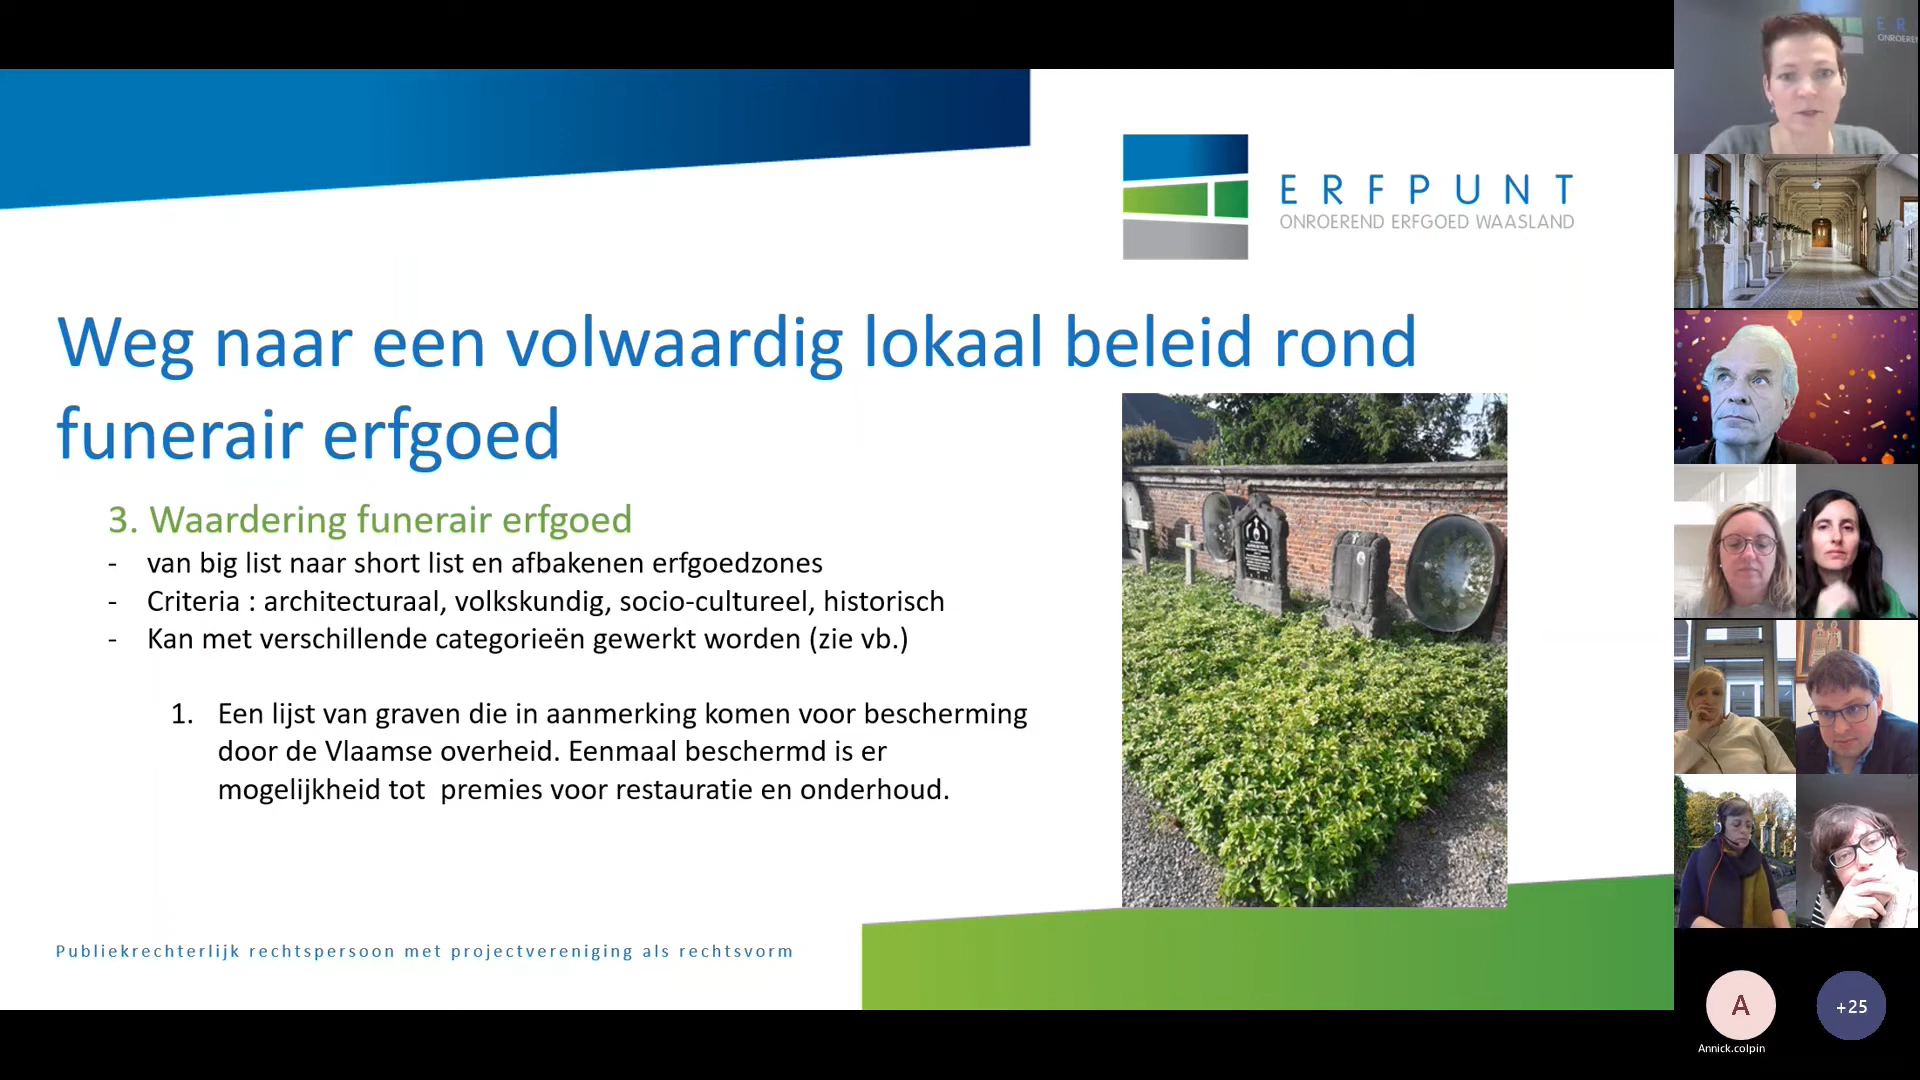 ERFPUNT
ONROEREND ERFGOED WAASLAND
Weg naar een volwaardig lokaal beleid rond
funerair erfgoed
3. Waardering funerair erfgoed
- van big list naar short list en afbakenen erfgoedzones
- Criteria : architecturaal, volkskundig, socio-cultureel, historisch
- Kan met verschillende categorieën gewerkt worden (zie vb.)
1. Een lijst van graven die in aanmerking komen voor bescherming
door de Vlaamse overheid. Eenmaal beschermd is er
mogelijkheid tot premies voor restauratie en onderhoud.
Publiekrechterlijk rechtspersoon met projectvereniging als rechtsvorm
A
Annick.colpin
+25